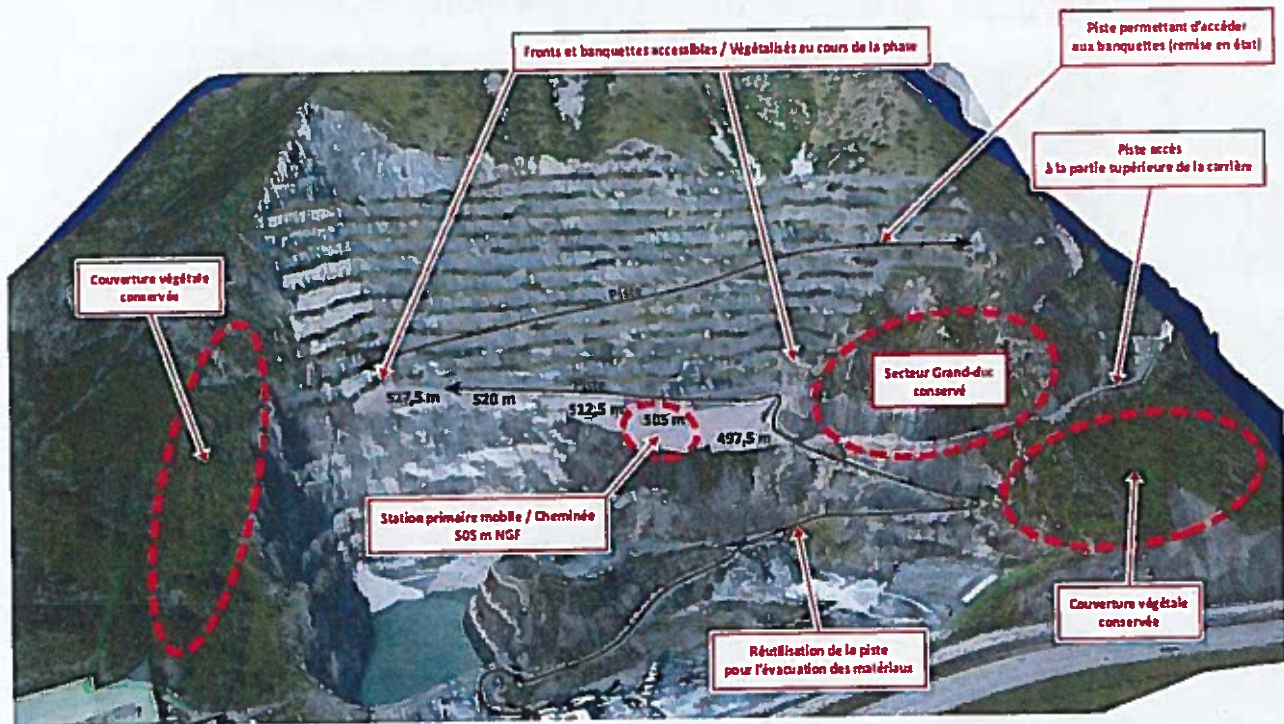 Fronts et banquettes accessibles / Végétalisés au cours de la phase
Piste permettant d'accéder
aux banquettes (remise en état)
Piste accès
à la partie supérieure de la carrière
Couverture végétale
conservée
Piste
Secteur Grand-duc
conservé
527,5 m
520 m
512,5 m
505 m
497,5 m
Station primaire mobile / Cheminée
505 m NGF
Réutilisation de la piste
pour l'évacuation des matériaux
Couverture végétale
conservée